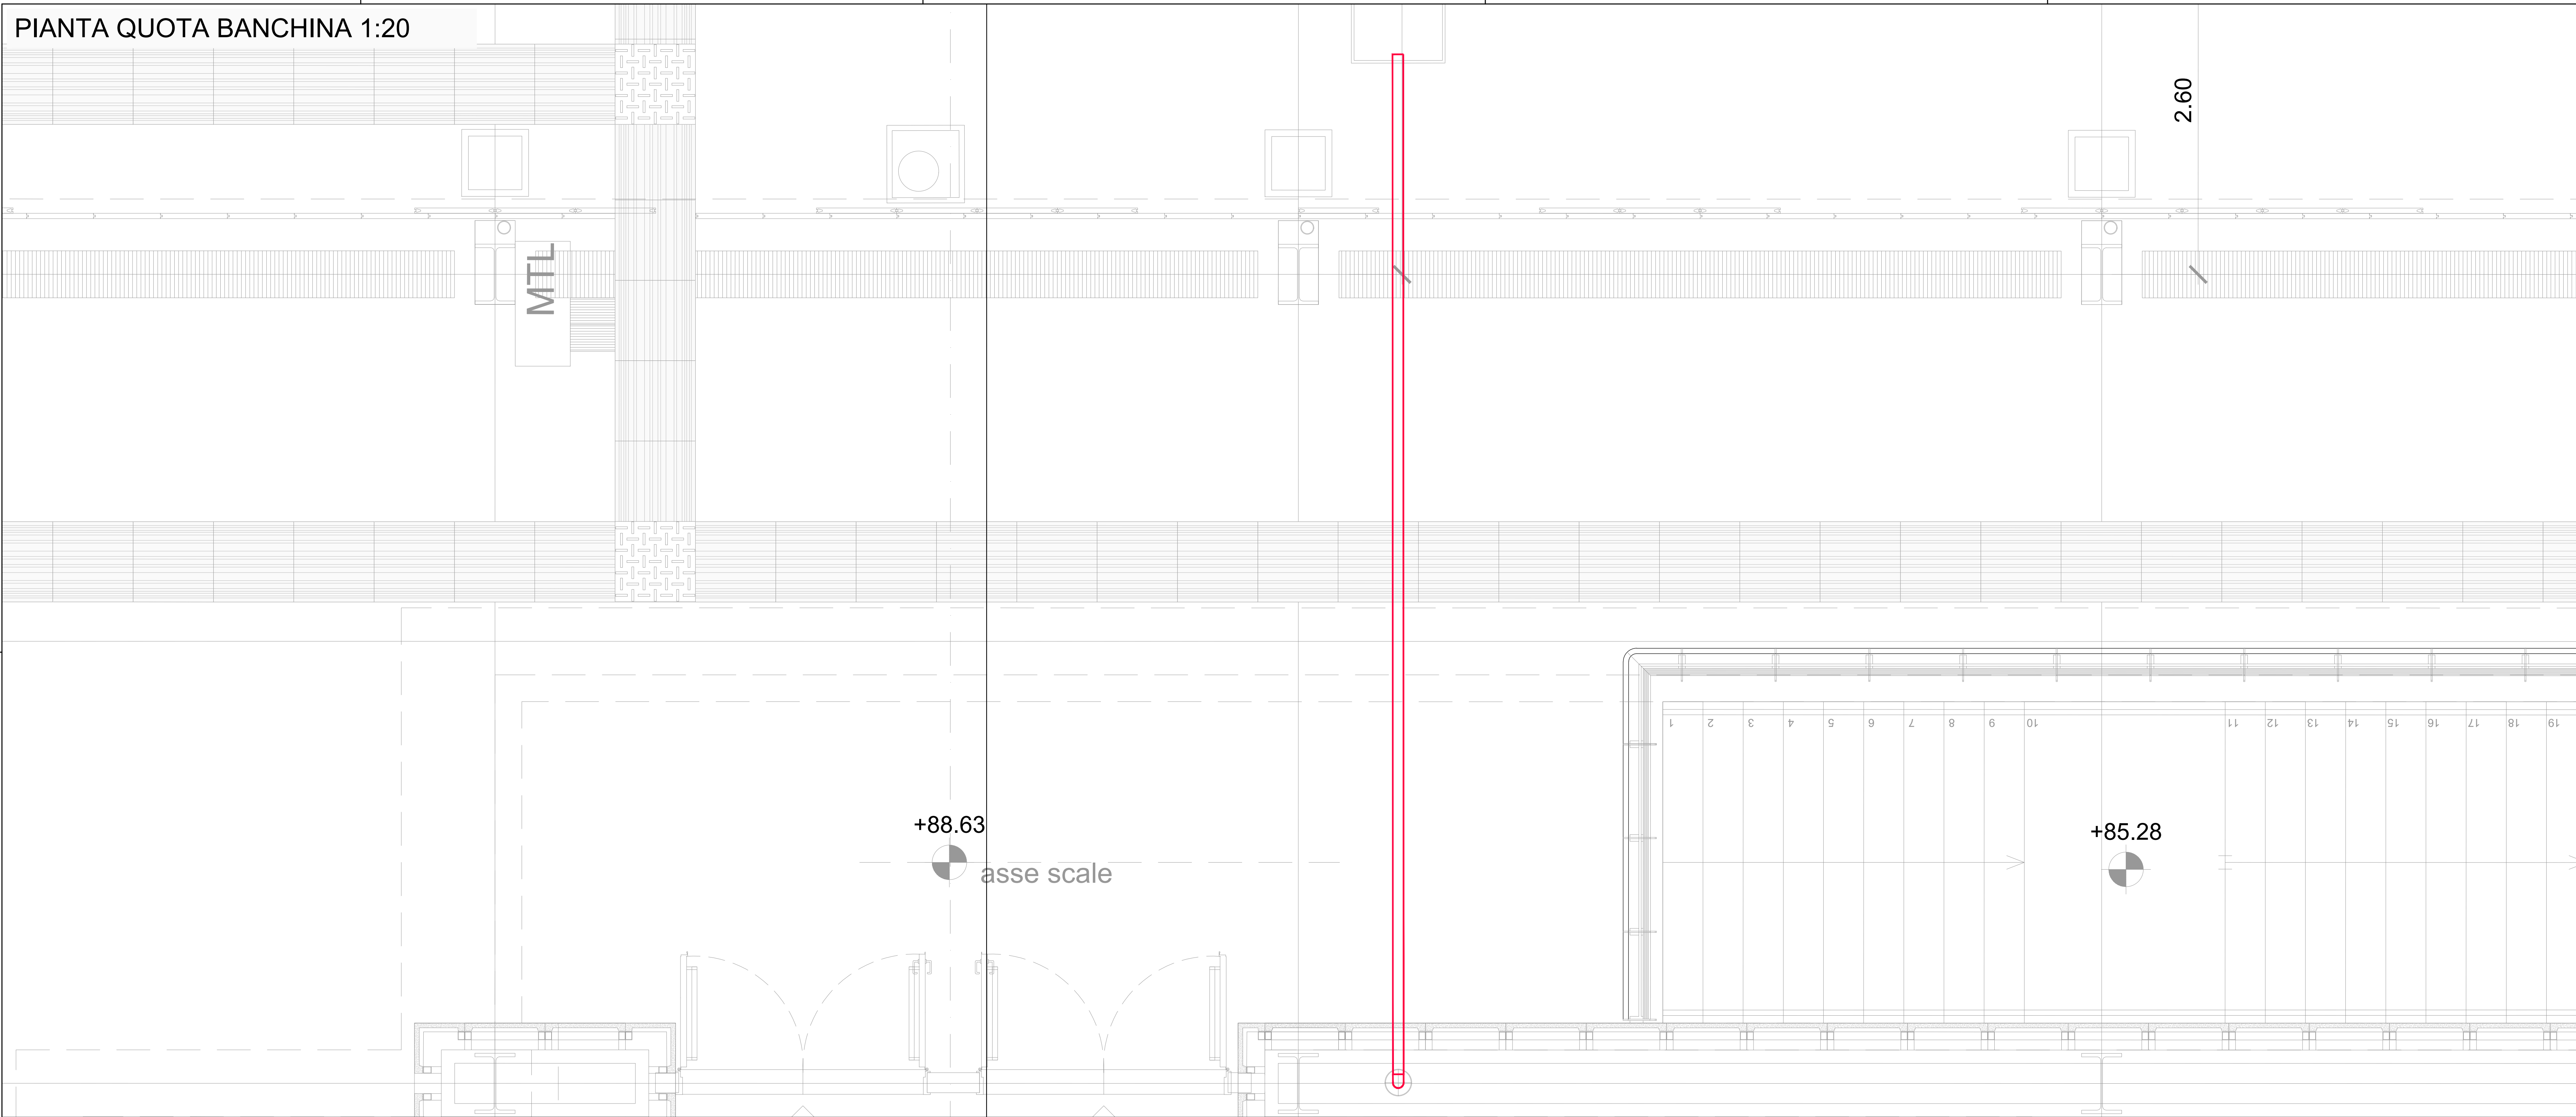 PIANTA QUOTA BANCHINA 1:20
2.60
MTL
1 2 3 4 5 6 7 8 9 10 11 12 13 14 15 16 17 18 19
+88.63
+85.28
asse scale